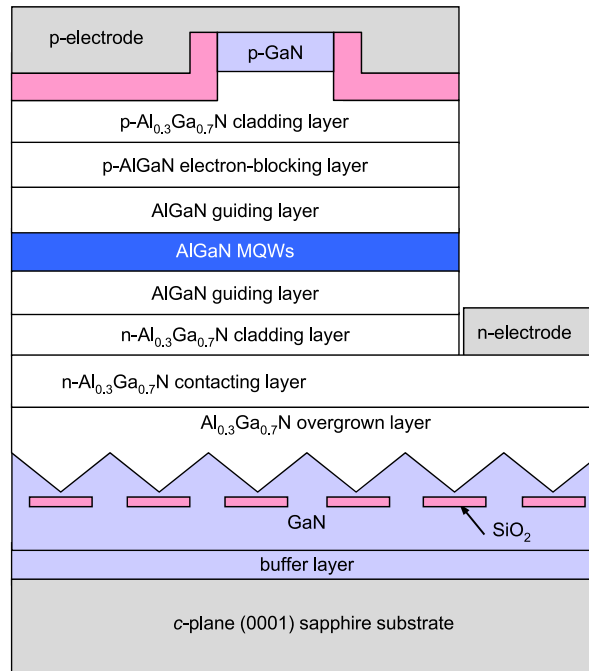 p-electrode
p-GaN
p-Al₀.₃Ga₀.₇N cladding layer
p-AlGaN electron-blocking layer
AlGaN guiding layer
AlGaN MQWs
AlGaN guiding layer
n-Al₀.₃Ga₀.₇N cladding layer
n-electrode
n-Al₀.₃Ga₀.₇N contacting layer
Al₀.₃Ga₀.₇N overgrown layer
GaN
SiO₂
buffer layer
c-plane (0001) sapphire substrate